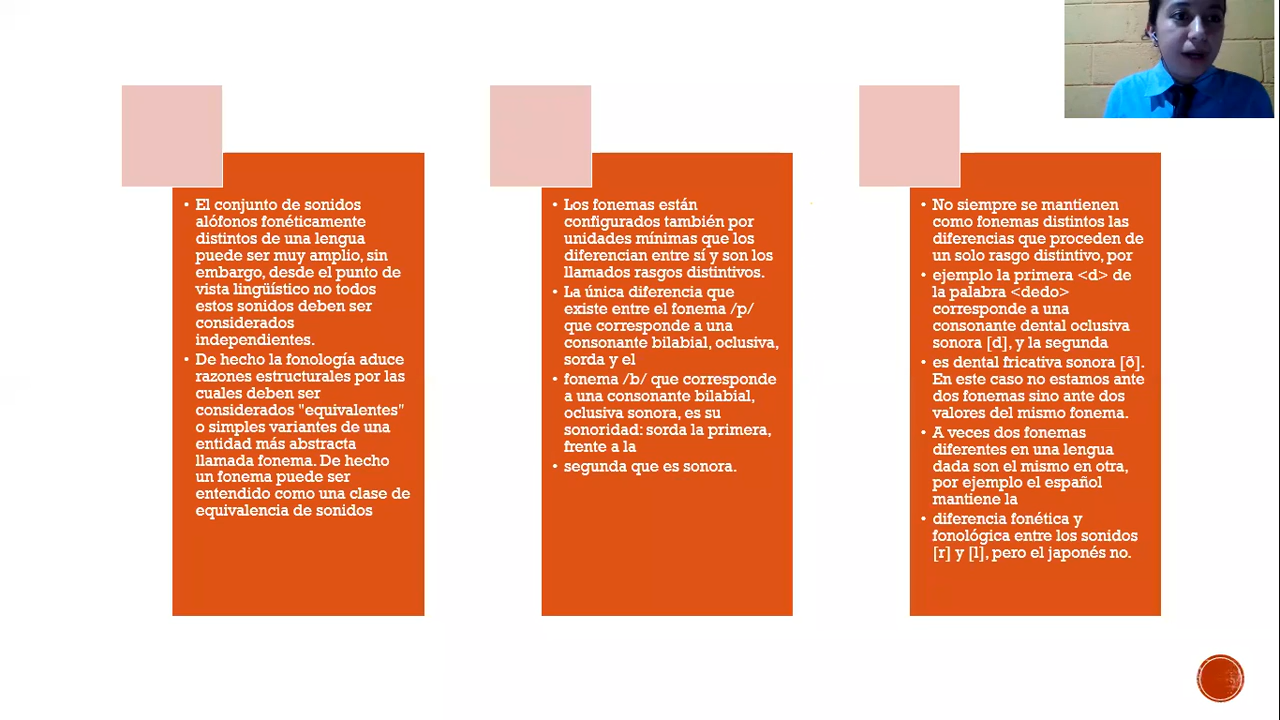 • El conjunto de sonidos
alófonos fonéticamente
distintos de una lengua
puede ser muy amplio, sin
embargo, desde el punto de
vista lingüístico no todos
estos sonidos deben ser
considerados
independientes.
• De hecho la fonología aduce
razones estructurales por las
cuales deben ser
considerados "equivalentes"
o simples variantes de una
entidad más abstracta
llamada fonema. De hecho
un fonema puede ser
entendido como una clase de
equivalencia de sonidos
• Los fonemas están
configurados también por
unidades mínimas que los
diferencian entre sí y son los
llamados rasgos distintivos.
• La única diferencia que
existe entre el fonema /p/
que corresponde a una
consonante bilabial, oclusiva,
sorda y el
• fonema /b/ que corresponde
a una consonante bilabial,
oclusiva sonora, es su
sonoridad: sorda la primera,
frente a la
• segunda que es sonora.
• No siempre se mantienen
como fonemas distintos las
diferencias que proceden de
un solo rasgo distintivo, por
• ejemplo la primera <d> de
la palabra <dedo>
corresponde a una
consonante dental oclusiva
sonora [d], y la segunda
• es dental fricativa sonora [ð].
En este caso no estamos ante
dos fonemas sino ante dos
valores del mismo fonema.
• A veces dos fonemas
diferentes en una lengua
dada son el mismo en otra,
por ejemplo el español
mantiene la
• diferencia fonética y
fonológica entre los sonidos
[r] y [l], pero el japonés no.